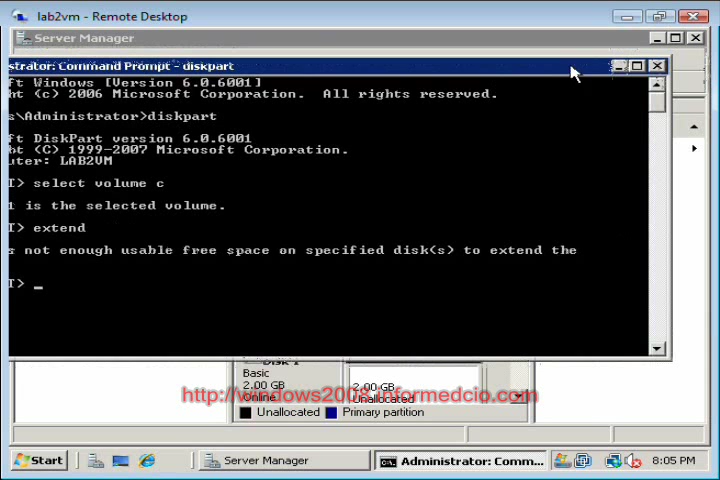 lab2vm - Remote Desktop
Server Manager
strator: Command Prompt - diskpart
ft Windows [Version 6.0.6001]
ht (c) 2006 Microsoft Corporation. All rights reserved.
s\Administrator>diskpart
ft DiskPart version 6.0.6001
ht (C) 1999-2007 Microsoft Corporation.
uter: LAB2VM
T> select volume c
1 is the selected volume.
T> extend
s not enough usable free space on specified disk(s) to extend the
T>
Disk 1
Basic
2.00 GB
Online
2.00 GB
Unallocated
http://windows2008.informedcio.com
Unallocated Primary partition
Start Server Manager Administrator: Comm... 8:05 PM